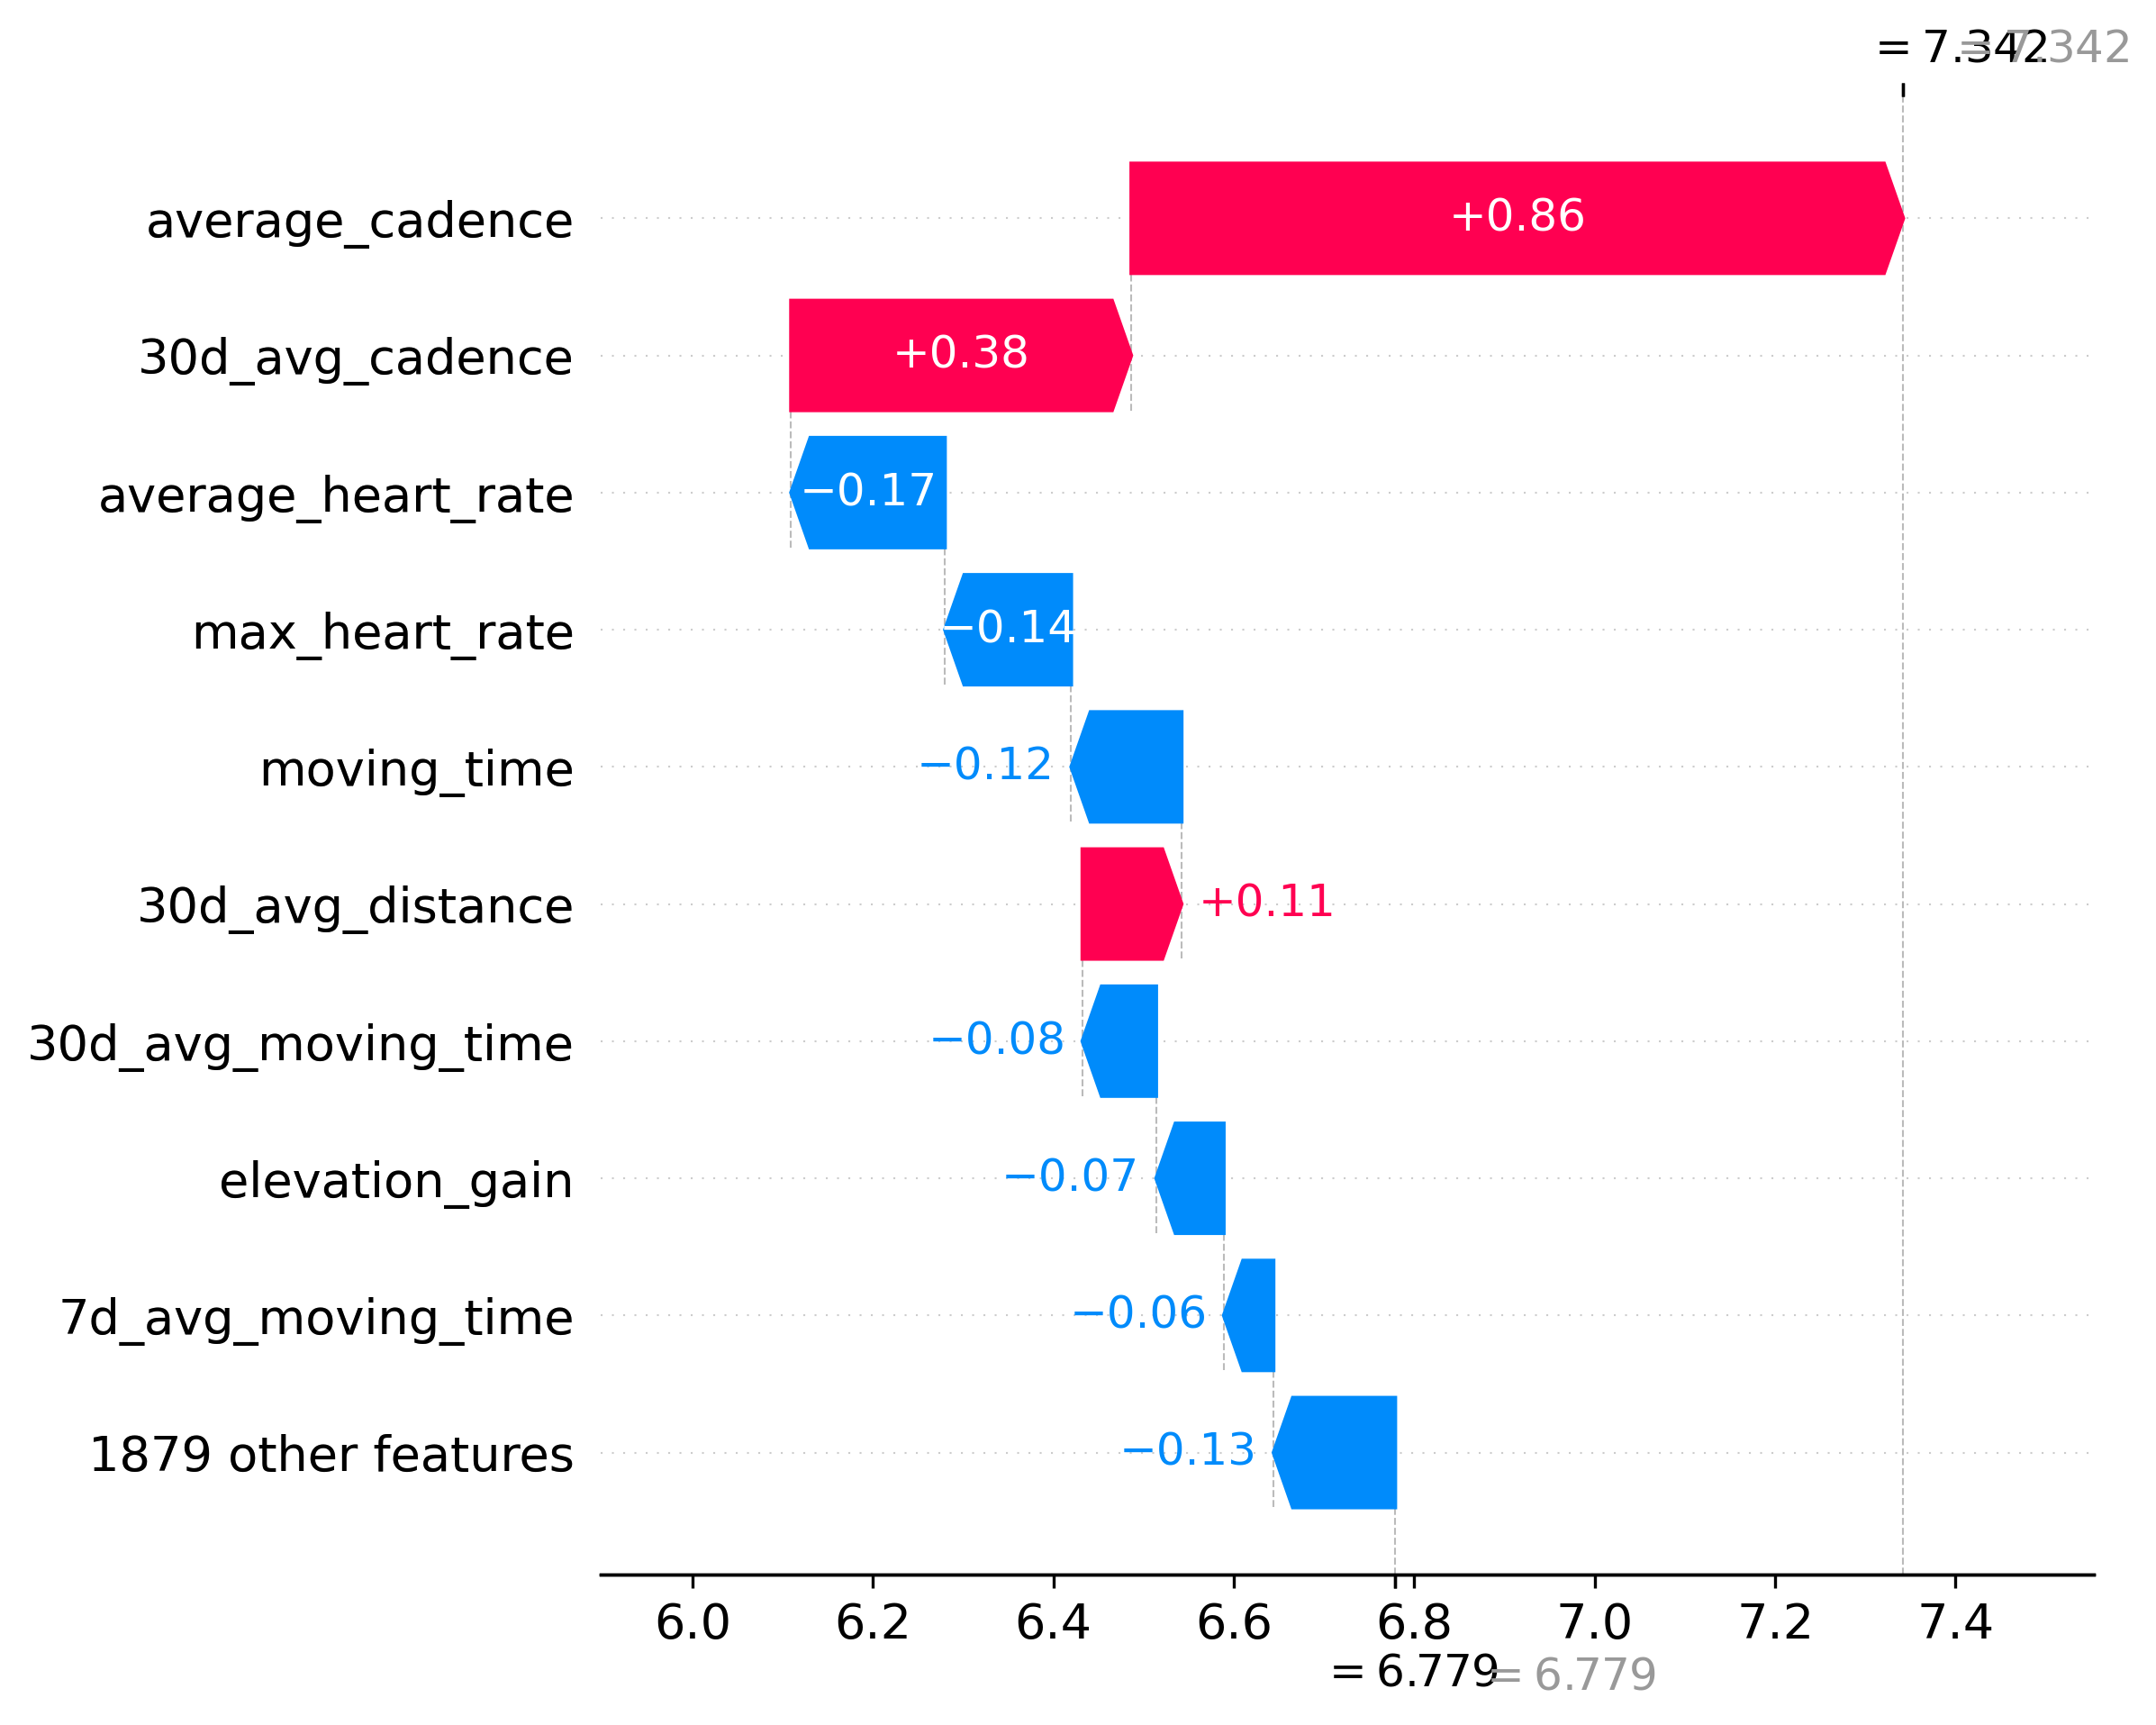 = 7.342 = 7.342
average_cadence +0.86
30d_avg_cadence +0.38
average_heart_rate −0.17
max_heart_rate −0.14
moving_time −0.12
30d_avg_distance +0.11
30d_avg_moving_time −0.08
elevation_gain −0.07
7d_avg_moving_time −0.06
1879 other features −0.13
6.0 6.2 6.4 6.6 6.8 7.0 7.2 7.4
= 6.779 = 6.779